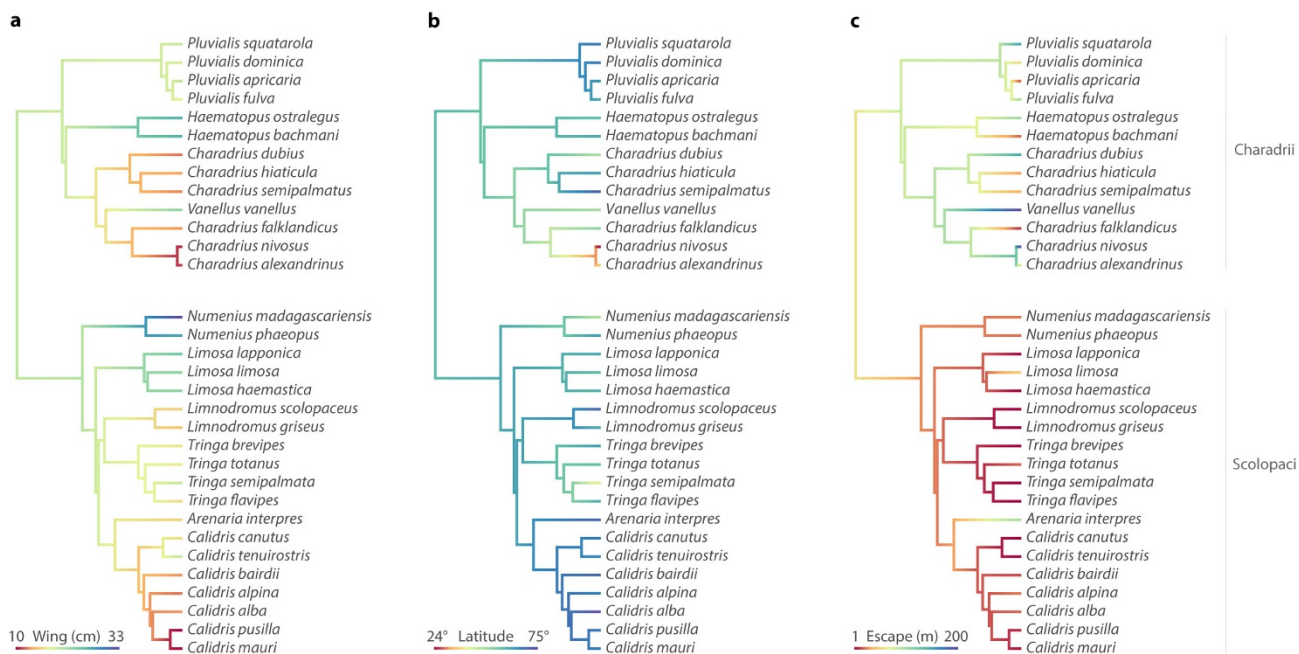 a
Pluvialis squatarola
Pluvialis dominica
Pluvialis apricaria
Pluvialis fulva
Haematopus ostralegus
Haematopus bachmani
Charadrius dubius
Charadrius hiaticula
Charadrius semipalmatus
Vanellus vanellus
Charadrius falklandicus
Charadrius nivosus
Charadrius alexandrinus
Numenius madagascariensis
Numenius phaeopus
Limosa lapponica
Limosa limosa
Limosa haemastica
Limnodromus scolopaceus
Limnodromus griseus
Tringa brevipes
Tringa totanus
Tringa semipalmata
Tringa flavipes
Arenaria interpres
Calidris canutus
Calidris tenuirostris
Calidris bairdii
Calidris alpina
Calidris alba
Calidris pusilla
Calidris mauri
10 Wing (cm) 33
b
Pluvialis squatarola
Pluvialis dominica
Pluvialis apricaria
Pluvialis fulva
Haematopus ostralegus
Haematopus bachmani
Charadrius dubius
Charadrius hiaticula
Charadrius semipalmatus
Vanellus vanellus
Charadrius falklandicus
Charadrius nivosus
Charadrius alexandrinus
Numenius madagascariensis
Numenius phaeopus
Limosa lapponica
Limosa limosa
Limosa haemastica
Limnodromus scolopaceus
Limnodromus griseus
Tringa brevipes
Tringa totanus
Tringa semipalmata
Tringa flavipes
Arenaria interpres
Calidris canutus
Calidris tenuirostris
Calidris bairdii
Calidris alpina
Calidris alba
Calidris pusilla
Calidris mauri
24° Latitude 75°
c
Pluvialis squatarola
Pluvialis dominica
Pluvialis apricaria
Pluvialis fulva
Haematopus ostralegus
Haematopus bachmani
Charadrius dubius
Charadrius hiaticula
Charadrius semipalmatus
Vanellus vanellus
Charadrius falklandicus
Charadrius nivosus
Charadrius alexandrinus
Numenius madagascariensis
Numenius phaeopus
Limosa lapponica
Limosa limosa
Limosa haemastica
Limnodromus scolopaceus
Limnodromus griseus
Tringa brevipes
Tringa totanus
Tringa semipalmata
Tringa flavipes
Arenaria interpres
Calidris canutus
Calidris tenuirostris
Calidris bairdii
Calidris alpina
Calidris alba
Calidris pusilla
Calidris mauri
1 Escape (m) 200
Charadrii
Scolopaci